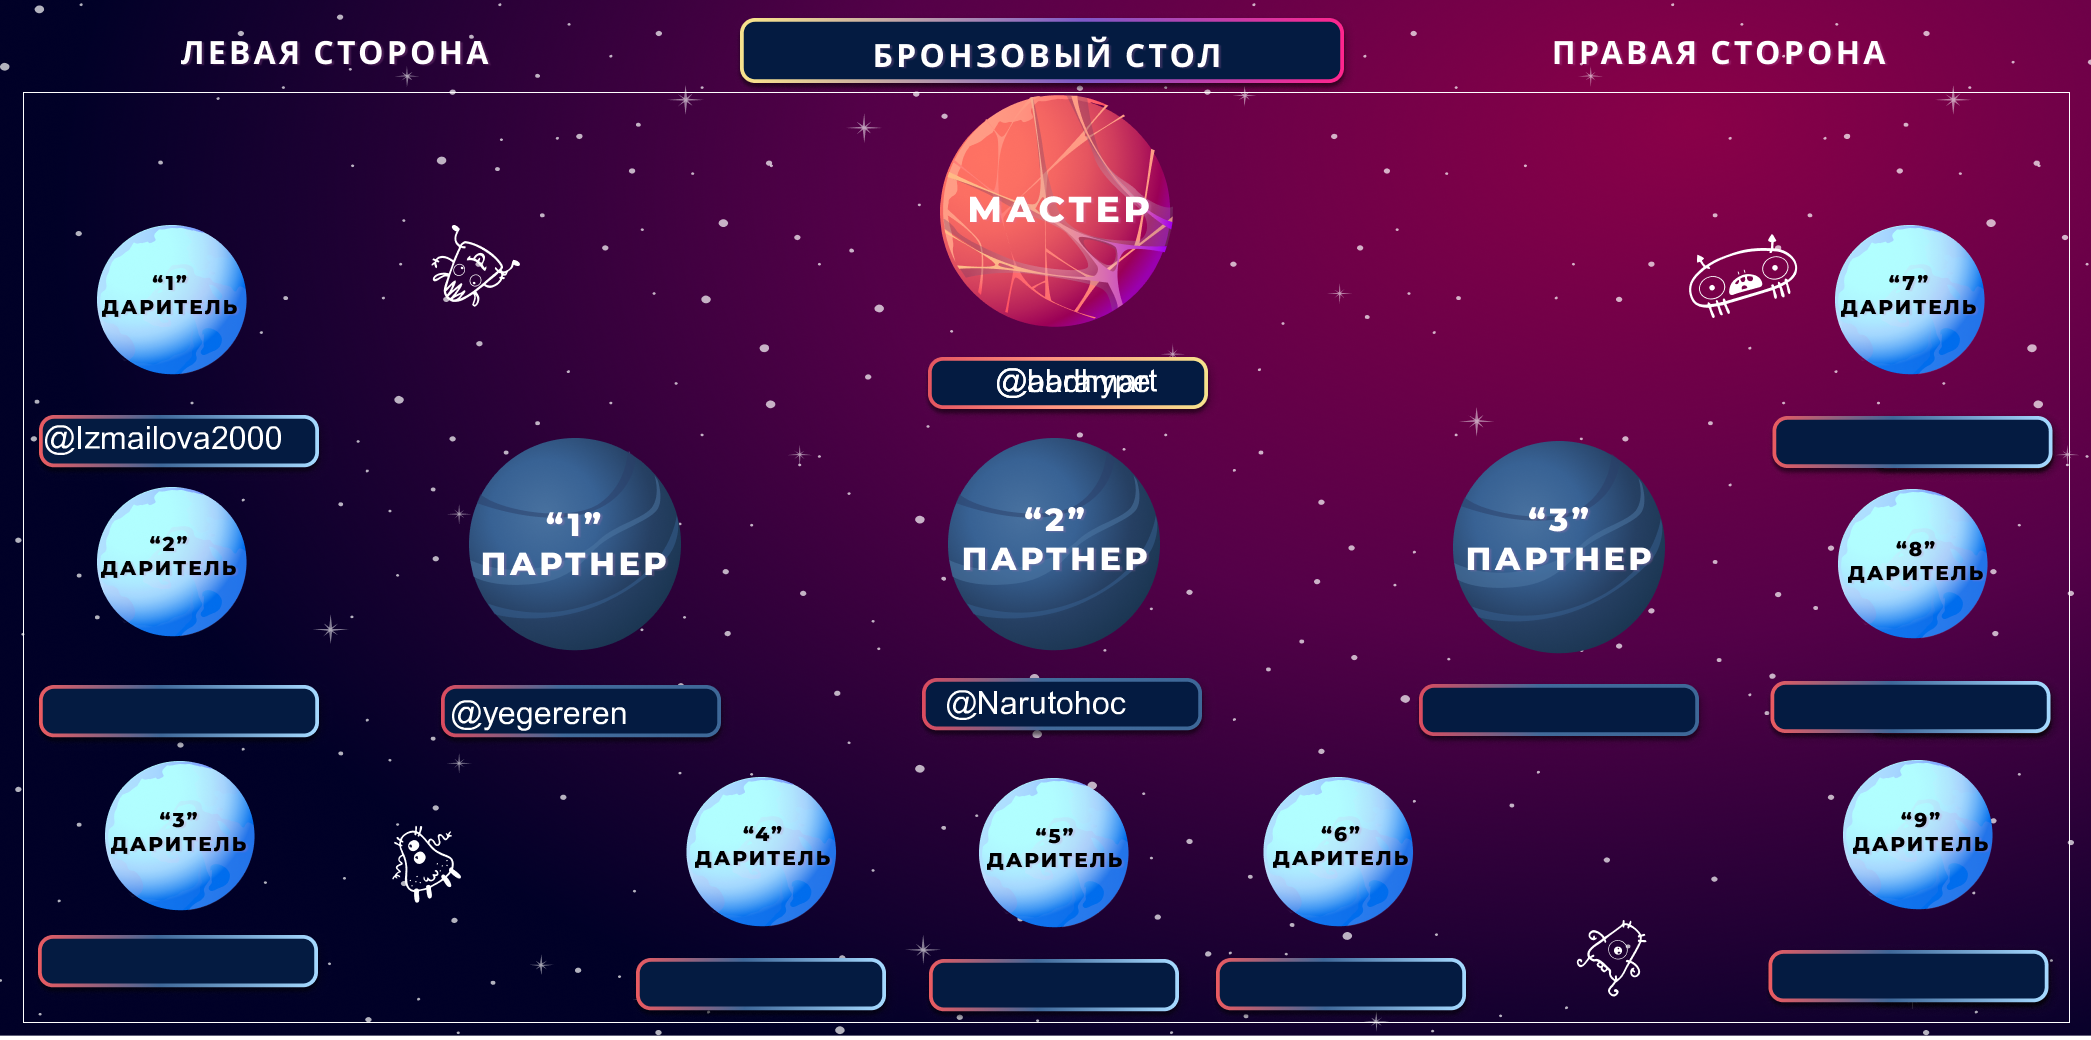 ЛЕВАЯ СТОРОНА
БРОНЗОВЫЙ СТОЛ
ПРАВАЯ СТОРОНА
МАСТЕР
“1”
ДАРИТЕЛЬ
“7”
ДАРИТЕЛЬ
@Izmailova2000
“1”
ПАРТНЕР
“2”
ПАРТНЕР
“3”
ПАРТНЕР
“2”
ДАРИТЕЛЬ
“8”
ДАРИТЕЛЬ
@yegereren
@Narutohoc
“3”
ДАРИТЕЛЬ
“4”
ДАРИТЕЛЬ
“5”
ДАРИТЕЛЬ
“6”
ДАРИТЕЛЬ
“9”
ДАРИТЕЛЬ